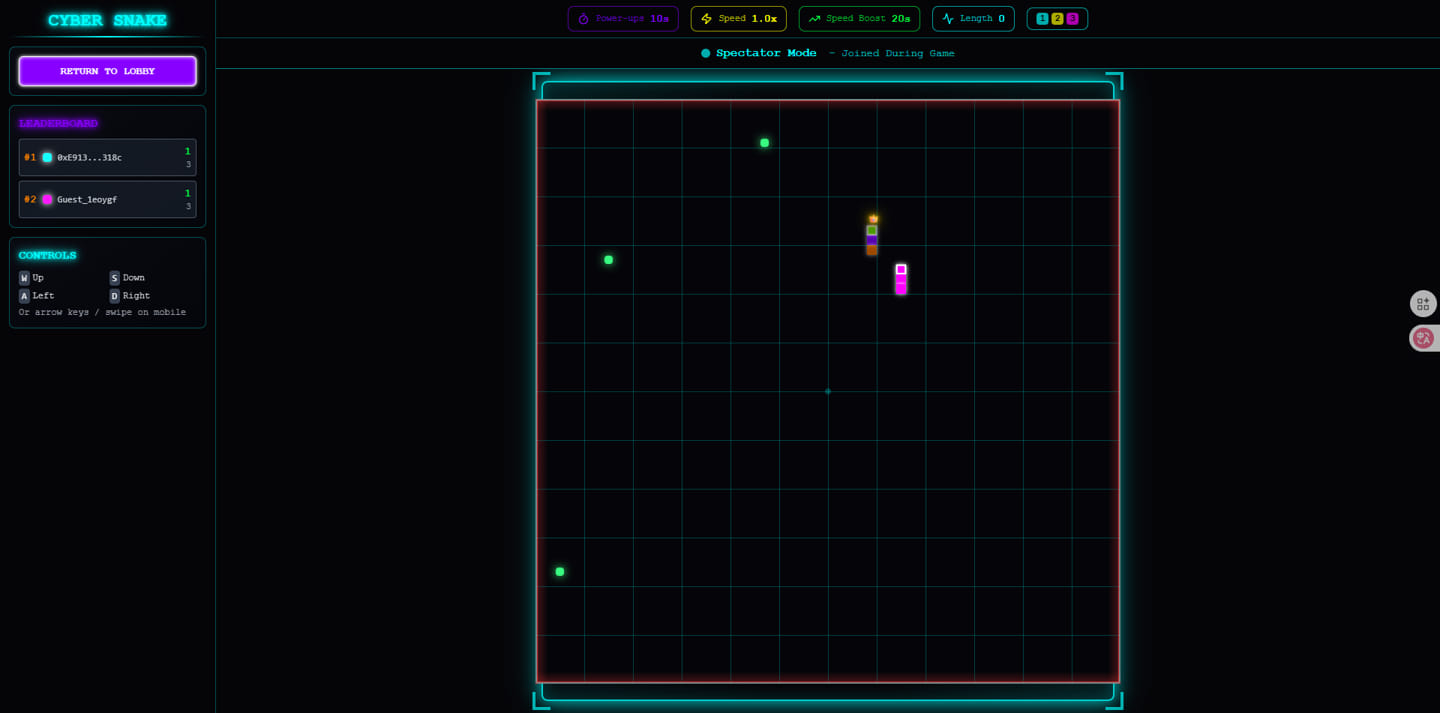 CYBER SNAKE
Power-ups 10s
Speed 1.0x
Speed Boost 20s
Length 0
1 2 3
Spectator Mode - Joined During Game
RETURN TO LOBBY
LEADERBOARD
#1 0xE913...318c 1
3
#2 Guest_1eoygf 1
3
CONTROLS
W Up S Down
A Left D Right
Or arrow keys / swipe on mobile